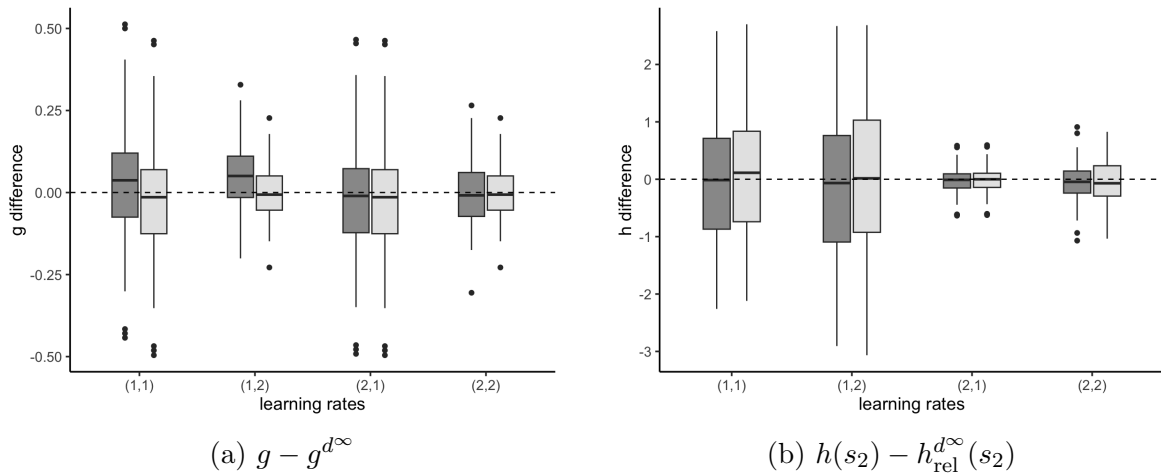 0.50
0.25
0.00
-0.25
-0.50
g difference
(1,1) (1,2) (2,1) (2,2)
learning rates
(a) g − g^{d^∞}
2
1
0
-1
-2
-3
h difference
(1,1) (1,2) (2,1) (2,2)
learning rates
(b) h(s₂) − h_{rel}^{d^∞}(s₂)